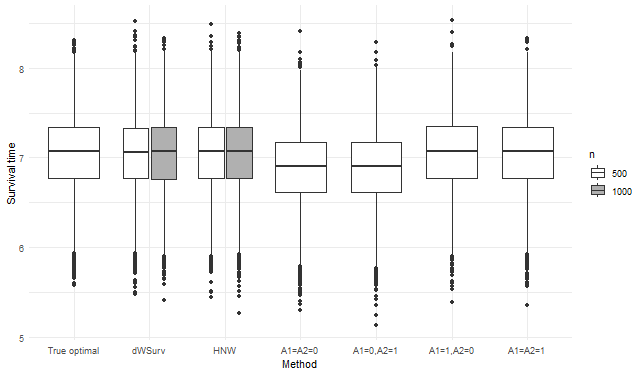 Survival time
8
7
6
5
True optimal
dWSurv
HNW
A1=A2=0
A1=0,A2=1
A1=1,A2=0
A1=A2=1
Method
n
500
1000